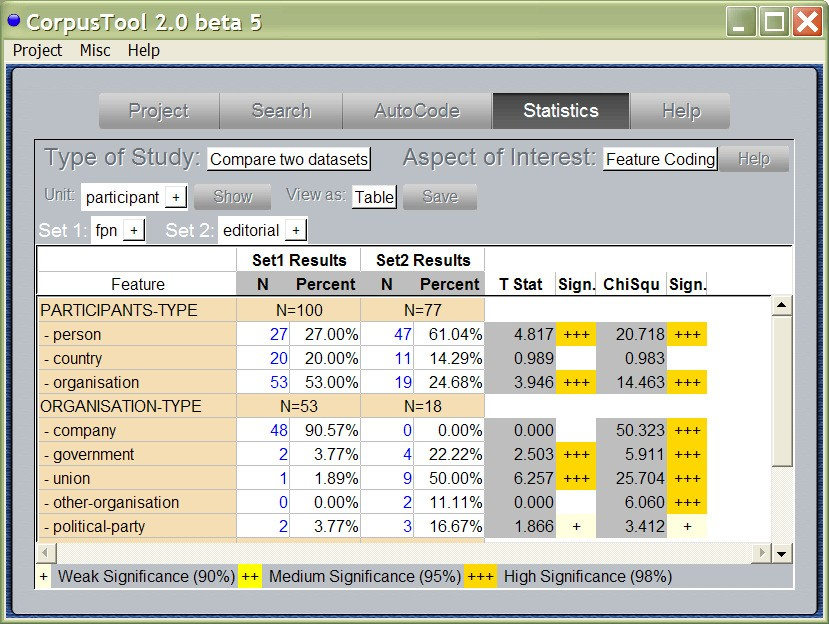 CorpusTool 2.0 beta 5
Project Misc Help
Project Search AutoCode Statistics Help
Type of Study: Compare two datasets Aspect of Interest: Feature Coding Help
Unit: participant + Show View as: Table Save
Set 1: fpn + Set 2: editorial +
Set1 Results Set2 Results
Feature N Percent N Percent T Stat Sign. ChiSqu Sign.
PARTICIPANTS-TYPE N=100 N=77
- person 27 27.00% 47 61.04% 4.817 +++ 20.718 +++
- country 20 20.00% 11 14.29% 0.989 0.983
- organisation 53 53.00% 19 24.68% 3.946 +++ 14.463 +++
ORGANISATION-TYPE N=53 N=18
- company 48 90.57% 0 0.00% 0.000 50.323 +++
- government 2 3.77% 4 22.22% 2.503 +++ 5.911 +++
- union 1 1.89% 9 50.00% 6.257 +++ 25.704 +++
- other-organisation 0 0.00% 2 11.11% 0.000 6.060 +++
- political-party 2 3.77% 3 16.67% 1.866 + 3.412 +
+ Weak Significance (90%) ++ Medium Significance (95%) +++ High Significance (98%)